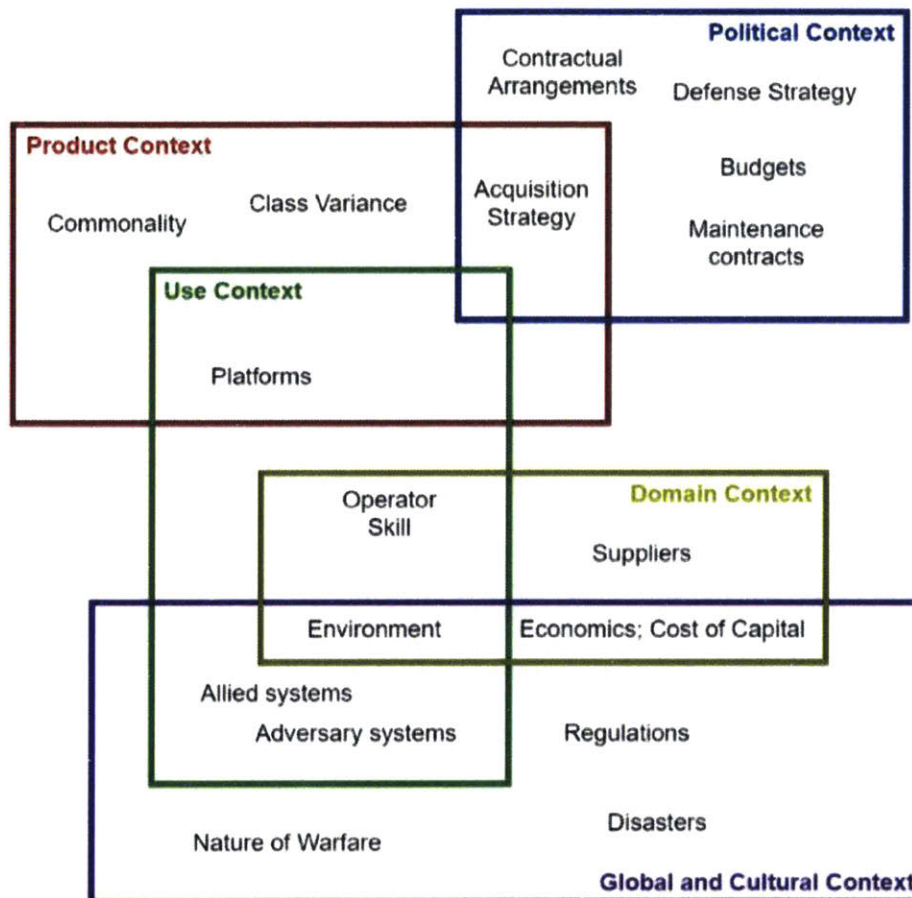 Political Context
Contractual
Arrangements
Defense Strategy
Product Context
Budgets
Class Variance
Acquisition
Strategy
Commonality
Maintenance
contracts
Use Context
Platforms
Operator
Skill
Domain Context
Suppliers
Environment
Economics; Cost of Capital
Allied systems
Adversary systems
Regulations
Nature of Warfare
Disasters
Global and Cultural Context